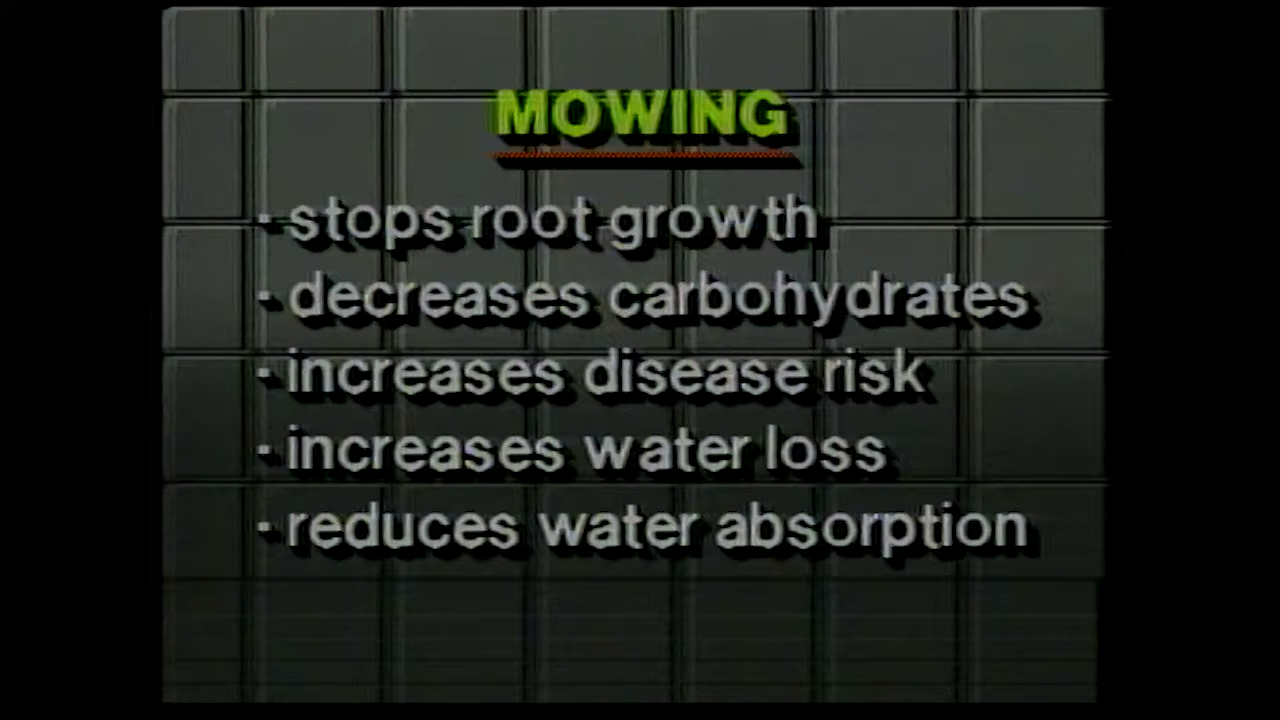 MOWING
· stops root growth
· decreases carbohydrates
· increases disease risk
· increases water loss
· reduces water absorption